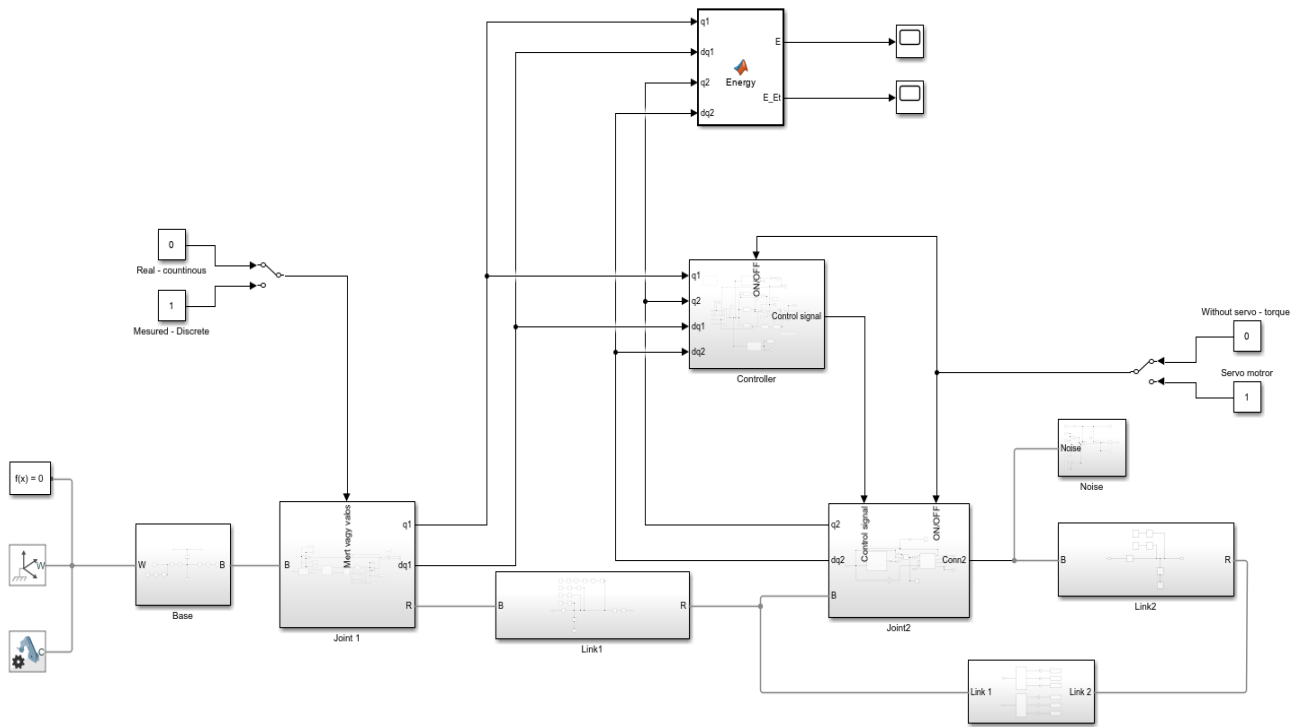 q1
dq1
q2
dq2
Energy
E
E_Et
0
Real - countinous
1
Mesured - Discrete
q1
q2
dq1
dq2
ON/OFF
Control signal
Controller
Without servo - torque
0
Servo motror
1
Noise
Noise
f(x) = 0
W
C
W
B
Base
B
Mert vagy valos
q1
dq1
R
Joint 1
B
R
Link1
Control signal
ON/OFF
q2
dq2
B
Conn2
Joint2
B
R
Link2
Link 1
Link 2